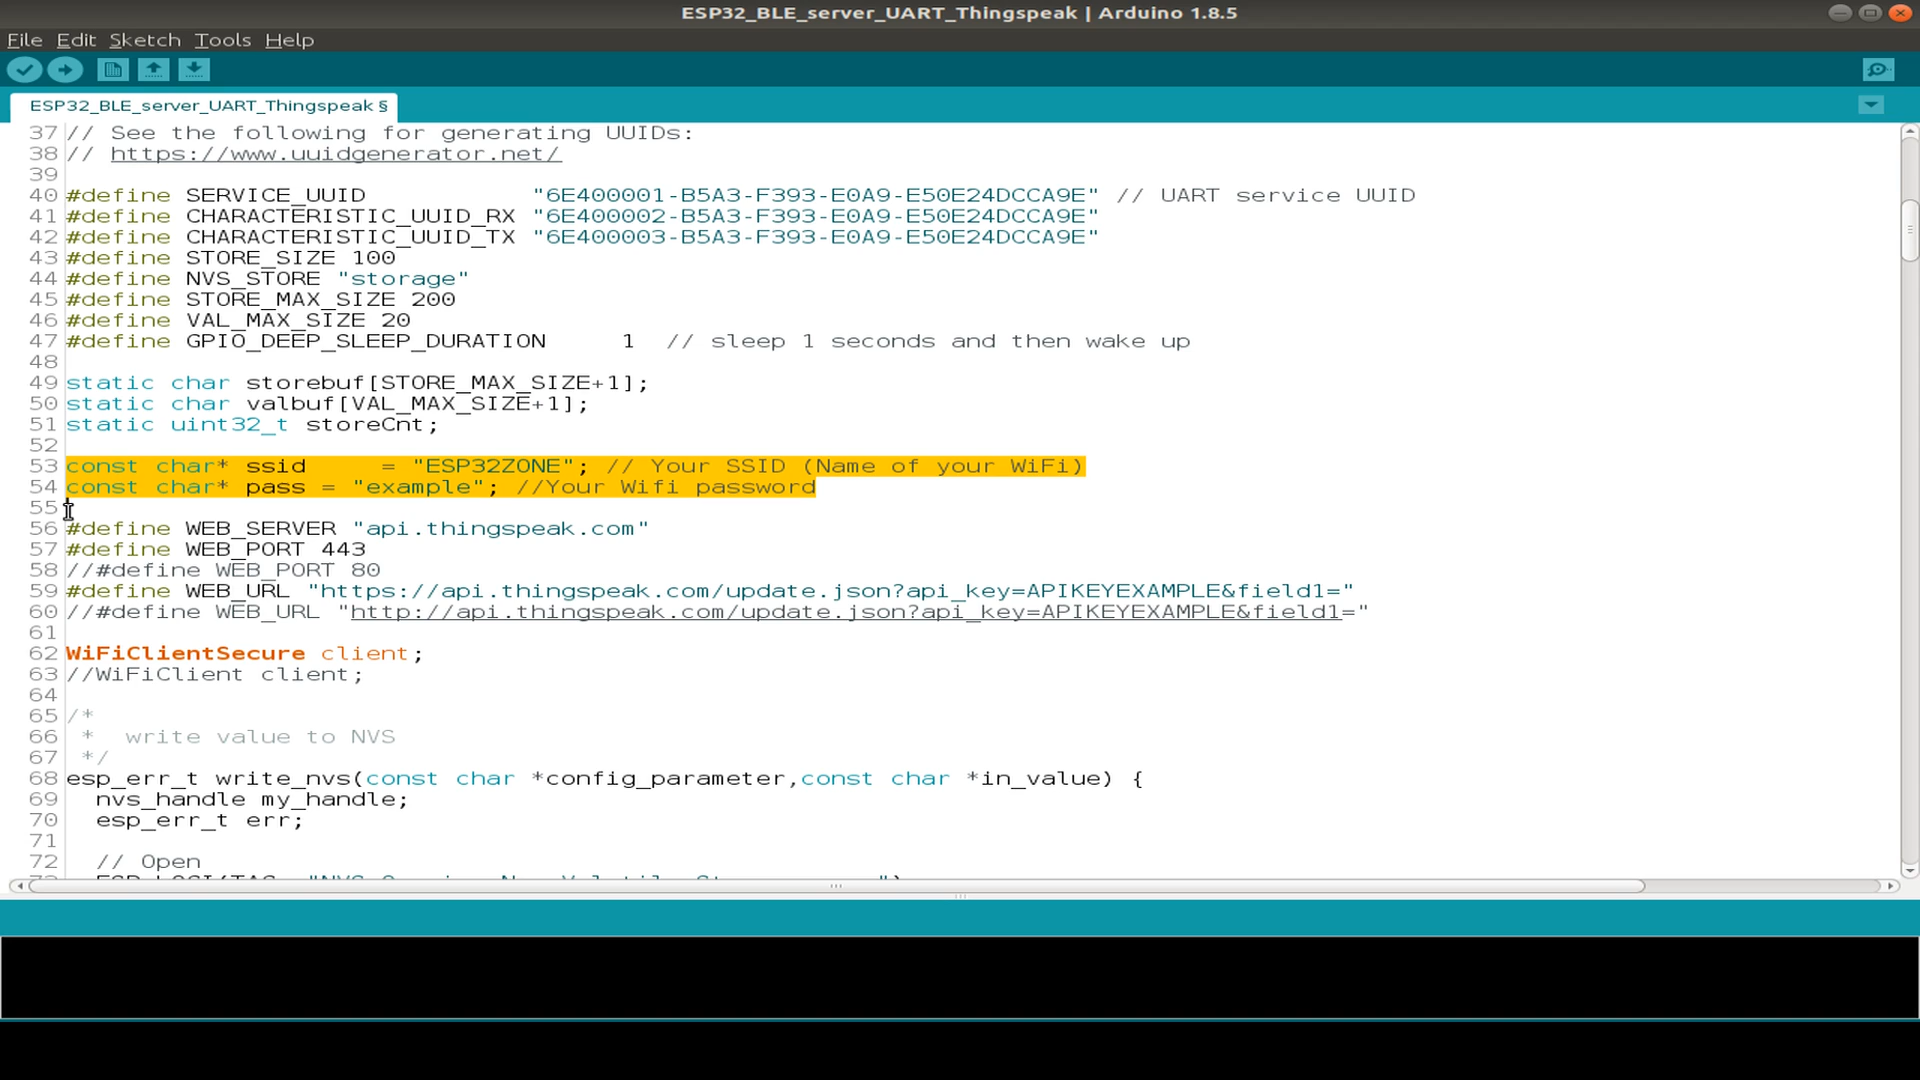 ESP32_BLE_server_UART_Thingspeak | Arduino 1.8.5
File Edit Sketch Tools Help
ESP32_BLE_server_UART_Thingspeak §
37 // See the following for generating UUIDs:
38 // https://www.uuidgenerator.net/
39
40 #define SERVICE_UUID           "6E400001-B5A3-F393-E0A9-E50E24DCCA9E" // UART service UUID
41 #define CHARACTERISTIC_UUID_RX "6E400002-B5A3-F393-E0A9-E50E24DCCA9E"
42 #define CHARACTERISTIC_UUID_TX "6E400003-B5A3-F393-E0A9-E50E24DCCA9E"
43 #define STORE_SIZE 100
44 #define NVS_STORE "storage"
45 #define STORE_MAX_SIZE 200
46 #define VAL_MAX_SIZE 20
47 #define GPIO_DEEP_SLEEP_DURATION     1  // sleep 1 seconds and then wake up
48
49 static char storebuf[STORE_MAX_SIZE+1];
50 static char valbuf[VAL_MAX_SIZE+1];
51 static uint32_t storeCnt;
52
53 const char* ssid     = "ESP32ZONE"; // Your SSID (Name of your WiFi)
54 const char* pass = "example"; //Your Wifi password
55
56 #define WEB_SERVER "api.thingspeak.com"
57 #define WEB_PORT 443
58 //#define WEB_PORT 80
59 #define WEB_URL "https://api.thingspeak.com/update.json?api_key=APIKEYEXAMPLE&field1="
60 //#define WEB_URL "http://api.thingspeak.com/update.json?api_key=APIKEYEXAMPLE&field1="
61
62 WiFiClientSecure client;
63 //WiFiClient client;
64
65 /*
66  *  write value to NVS
67  */
68 esp_err_t write_nvs(const char *config_parameter,const char *in_value) {
69   nvs_handle my_handle;
70   esp_err_t err;
71
72   // Open